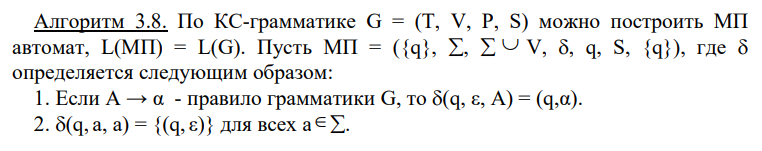 Алгоритм 3.8. По КС-грамматике G = (T, V, P, S) можно построить МП
автомат, L(МП) = L(G). Пусть МП = ({q}, ∑, ∑ ∪ V, δ, q, S, {q}), где δ
определяется следующим образом:
1. Если A → α - правило грамматики G, то δ(q, ε, A) = (q,α).
2. δ(q, a, a) = {(q, ε)} для всех a∈∑.